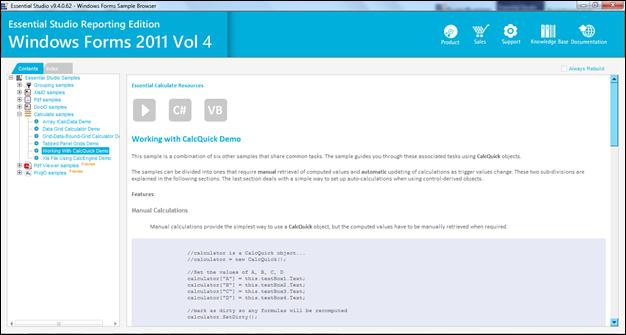 Essential Studio v9.4.0.62 - Windows Forms Sample Browser
Essential Studio Reporting Edition
Windows Forms 2011 Vol 4
Product
Sales
Support
Knowledge Base
Documentation
Contents
Index
Always Rebuild
Essential Studio Samples
Grouping samples
XlsIO samples
Pdf samples
DocIO samples
Calculate samples
Array ICalcData Demo
Data Grid Calculator Demo
Grid-Data-Bound-Grid Calculator De
Tabbed Panel Grids Demo
Working With CalcQuick Demo
Xls File Using CalcEngine Demo
PdfViewer samples
ProjIO samples
Essential Calculate Resources
C#
VB
Working with CalcQuick Demo
This sample is a combination of six other samples that share common tasks. The sample guides you through these associated tasks using CalcQuick objects.
The samples can be divided into ones that require manual retrieval of computed values and automatic updating of calculations as trigger values change. These two sub-divisions are
explained in the following sections. The last section deals with a simple way to set up auto-calculations when using control-derived objects.
Features:
Manual Calculations
Manual calculations provide the simplest way to use a CalcQuick object, but the computed values have to be manually retrieved when required.
//calculator is a CalcQuick object...
//calculator = new CalcQuick();
//Set the values of A, B, C, D
calculator["A"] = this.textBox1.Text;
calculator["B"] = this.textBox2.Text;
calculator["C"] = this.textBox3.Text;
calculator["D"] = this.textBox4.Text;
//mark as dirty so any formulas will be recomputed
calculator.SetDirty();